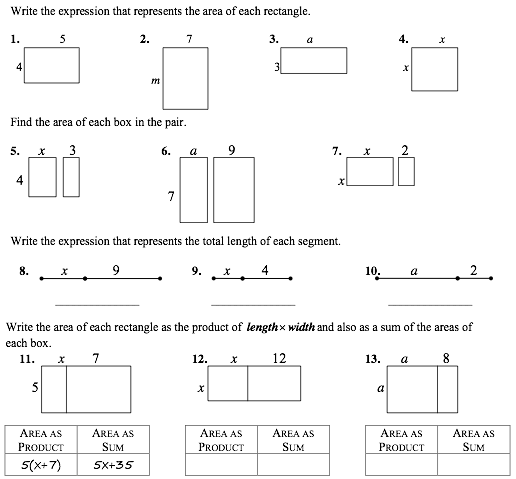 Write the expression that represents the area of each rectangle.
1. 5 2. 7 3. a 4. x
4 m 3 x
Find the area of each box in the pair.
5. x 3 6. a 9 7. x 2
4 7 x
Write the expression that represents the total length of each segment.
8. x 9 9. x 4 10. a 2
Write the area of each rectangle as the product of length× width and also as a sum of the areas of
each box.
11. x 7 12. x 12 13. a 8
5 x a
AREA AS AREA AS AREA AS AREA AS AREA AS AREA AS
PRODUCT SUM PRODUCT SUM PRODUCT SUM
5(x+7) 5x+35